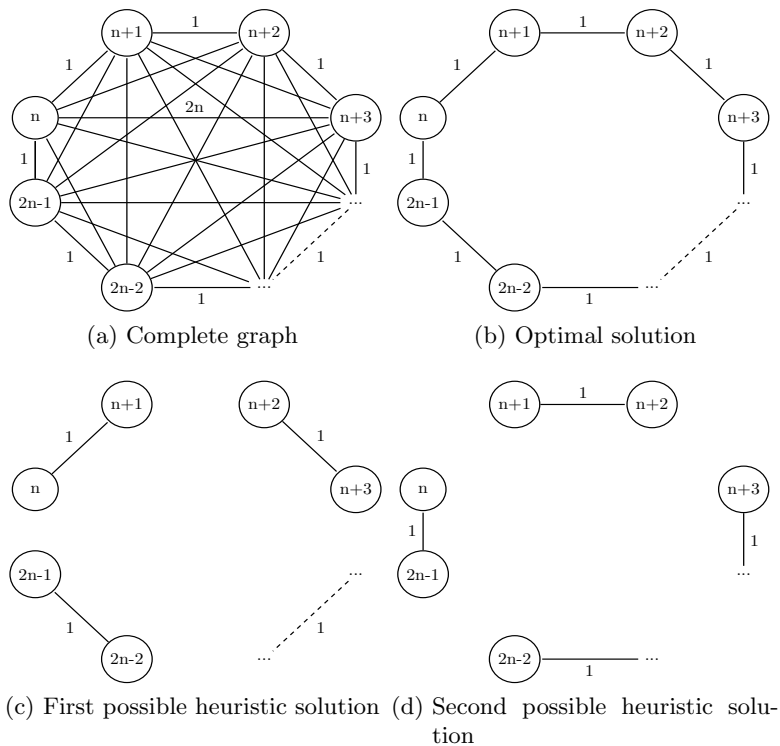 1
n+1 n+2
1 1
2n
n n+3
1 1
2n-1 ...
1 1
2n-2 ...
1
(a) Complete graph
1
n+1 n+2
1 1
n n+3
1 1
2n-1 ...
1 1
2n-2 ...
1
(b) Optimal solution
n+1 n+2
1 1
n n+3
2n-1 ...
1 1
2n-2 ...
(c) First possible heuristic solution
1
n+1 n+2
n n+3
1 1
2n-1 ...
2n-2 ...
1
(d) Second possible heuristic solu-
tion